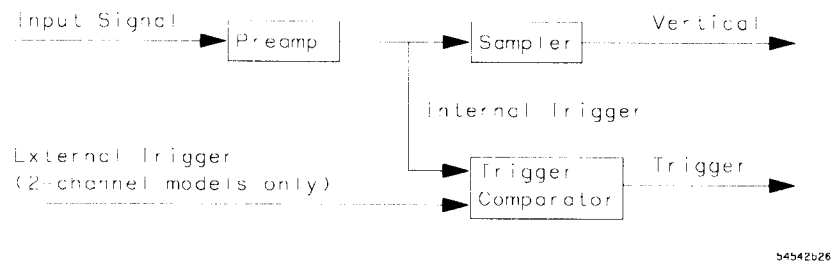 Input Signal
Preamp
Sampler
Vertical
Internal Trigger
External Trigger
(2-channel models only)
Trigger
Comparator
Trigger
54542b26